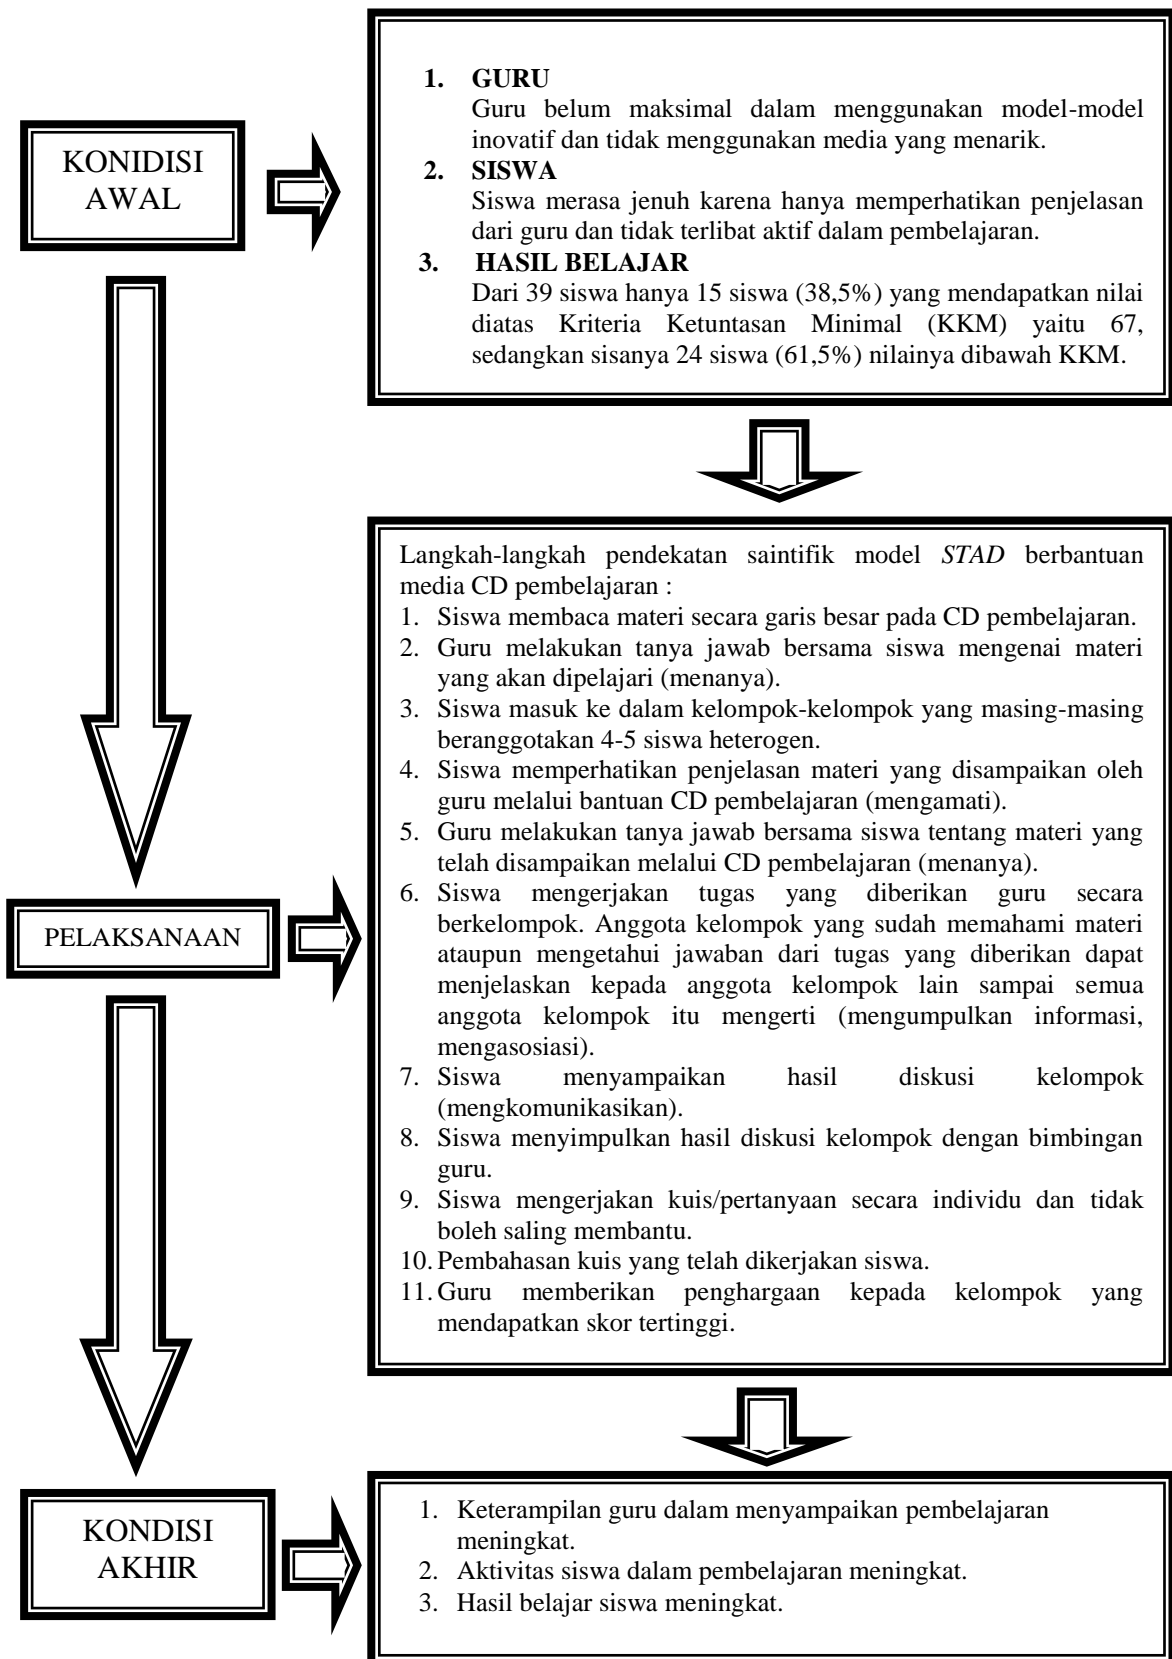 KONIDISI
AWAL
1. GURU
Guru belum maksimal dalam menggunakan model-model
inovatif dan tidak menggunakan media yang menarik.
2. SISWA
Siswa merasa jenuh karena hanya memperhatikan penjelasan
dari guru dan tidak terlibat aktif dalam pembelajaran.
3. HASIL BELAJAR
Dari 39 siswa hanya 15 siswa (38,5%) yang mendapatkan nilai
diatas Kriteria Ketuntasan Minimal (KKM) yaitu 67,
sedangkan sisanya 24 siswa (61,5%) nilainya dibawah KKM.
PELAKSANAAN
Langkah-langkah pendekatan saintifik model STAD berbantuan
media CD pembelajaran :
1. Siswa membaca materi secara garis besar pada CD pembelajaran.
2. Guru melakukan tanya jawab bersama siswa mengenai materi
yang akan dipelajari (menanya).
3. Siswa masuk ke dalam kelompok-kelompok yang masing-masing
beranggotakan 4-5 siswa heterogen.
4. Siswa memperhatikan penjelasan materi yang disampaikan oleh
guru melalui bantuan CD pembelajaran (mengamati).
5. Guru melakukan tanya jawab bersama siswa tentang materi yang
telah disampaikan melalui CD pembelajaran (menanya).
6. Siswa mengerjakan tugas yang diberikan guru secara
berkelompok. Anggota kelompok yang sudah memahami materi
ataupun mengetahui jawaban dari tugas yang diberikan dapat
menjelaskan kepada anggota kelompok lain sampai semua
anggota kelompok itu mengerti (mengumpulkan informasi,
mengasosiasi).
7. Siswa menyampaikan hasil diskusi kelompok
(mengkomunikasikan).
8. Siswa menyimpulkan hasil diskusi kelompok dengan bimbingan
guru.
9. Siswa mengerjakan kuis/pertanyaan secara individu dan tidak
boleh saling membantu.
10. Pembahasan kuis yang telah dikerjakan siswa.
11. Guru memberikan penghargaan kepada kelompok yang
mendapatkan skor tertinggi.
KONDISI
AKHIR
1. Keterampilan guru dalam menyampaikan pembelajaran
meningkat.
2. Aktivitas siswa dalam pembelajaran meningkat.
3. Hasil belajar siswa meningkat.